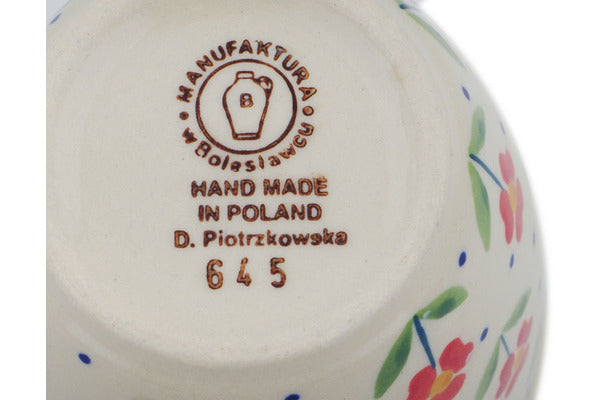 MANUFAKTURA
w Bolesławcu
B
HAND MADE
IN POLAND
D. Piotrzkowska
645